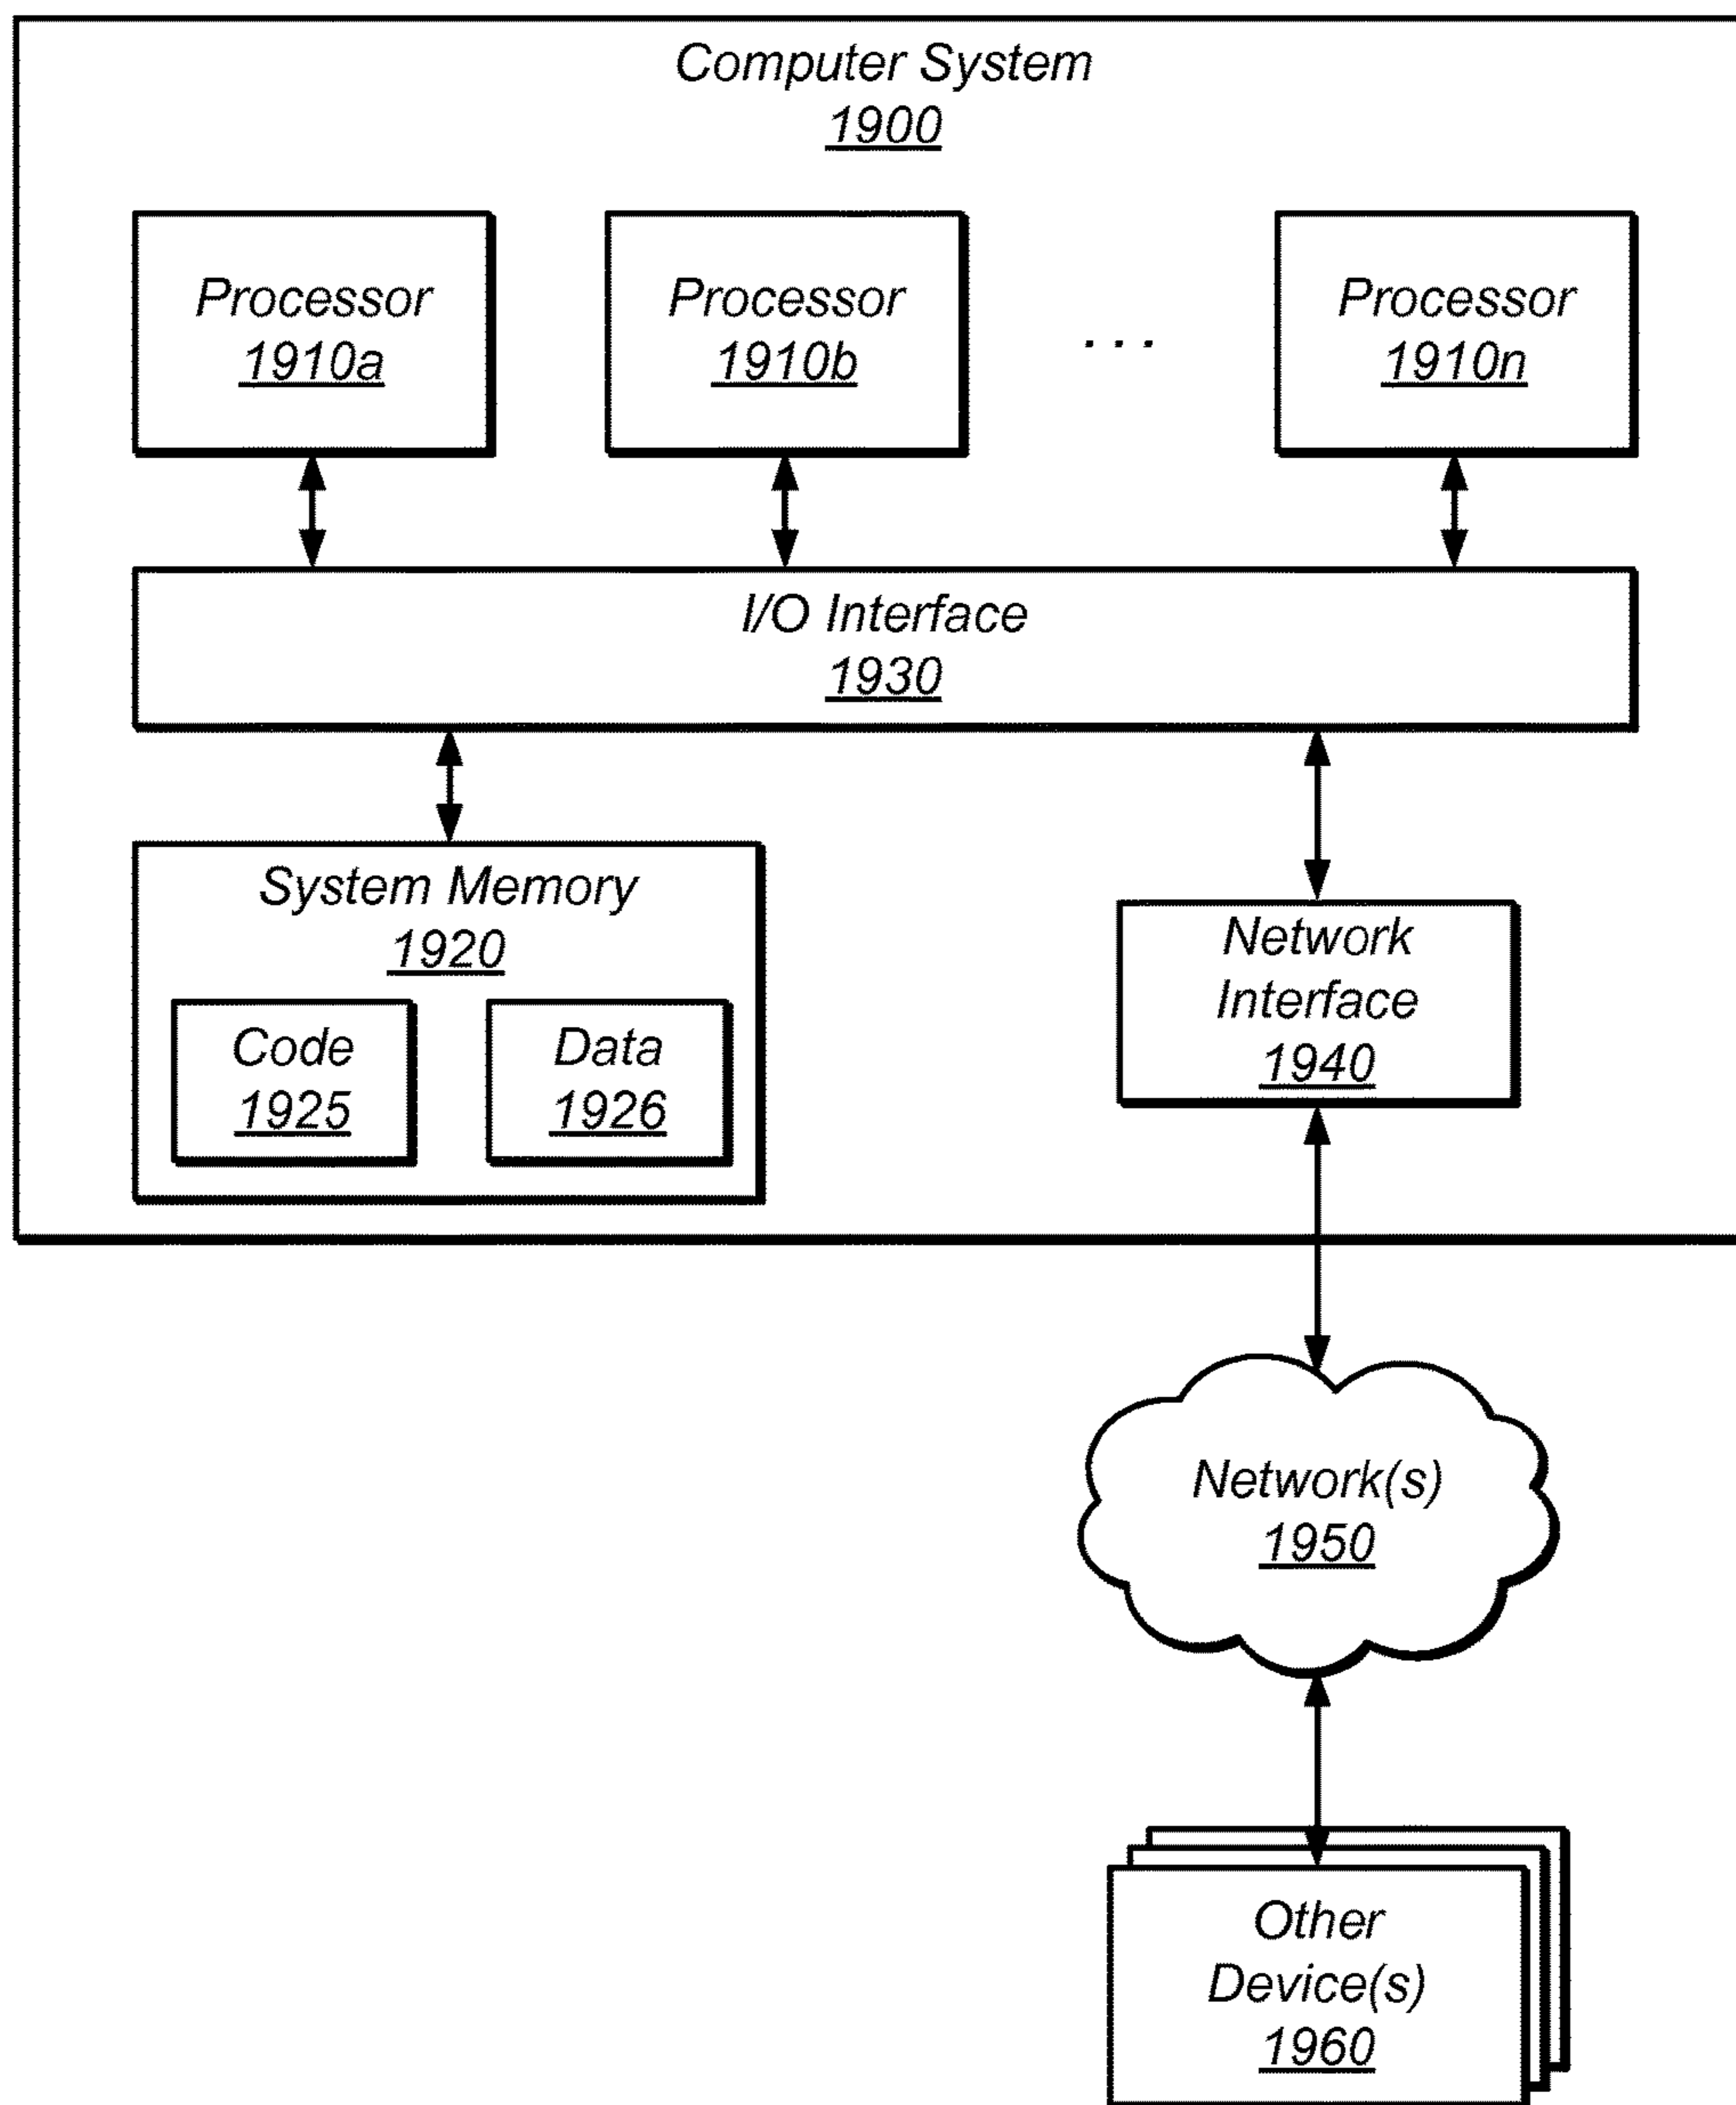 Computer System
1900
Processor
1910a
Processor
1910b
. . .
Processor
1910n
I/O Interface
1930
System Memory
1920
Code
1925
Data
1926
Network
Interface
1940
Network(s)
1950
Other
Device(s)
1960